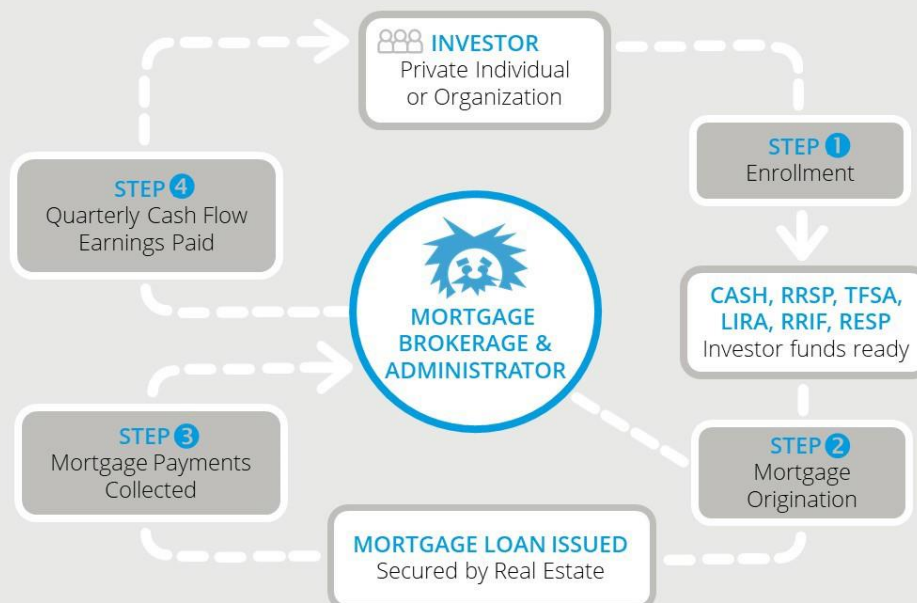 INVESTOR
Private Individual
or Organization
STEP 1
Enrollment
CASH, RRSP, TFSA,
LIRA, RRIF, RESP
Investor funds ready
STEP 2
Mortgage
Origination
MORTGAGE LOAN ISSUED
Secured by Real Estate
STEP 3
Mortgage Payments
Collected
MORTGAGE
BROKERAGE &
ADMINISTRATOR
STEP 4
Quarterly Cash Flow
Earnings Paid